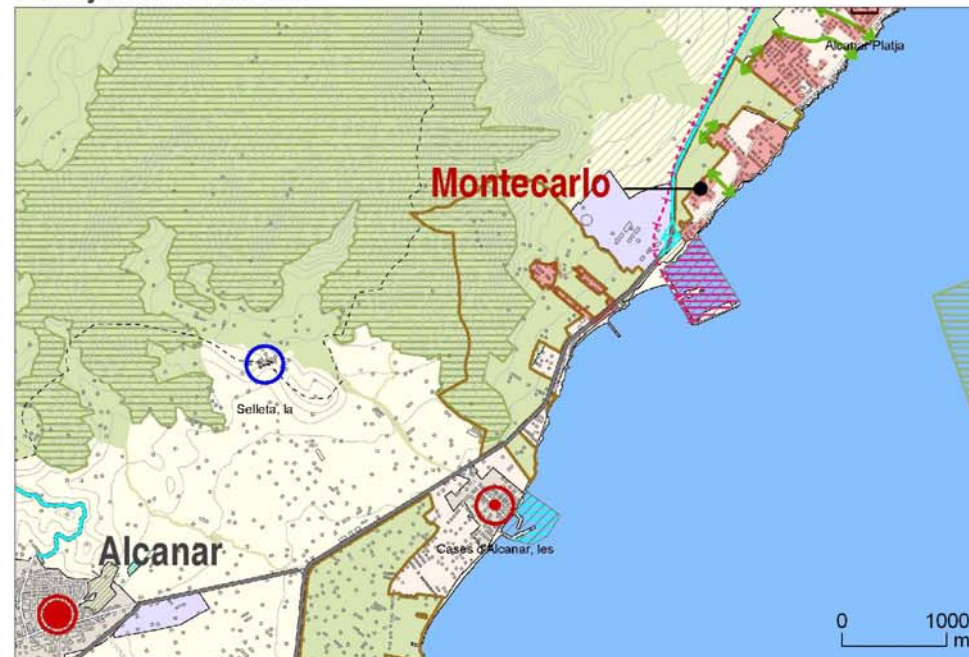 Alcanar Platja
Montecarlo
Selleta, la
Cases d'Alcanar, les
Alcanar
0 1000
m